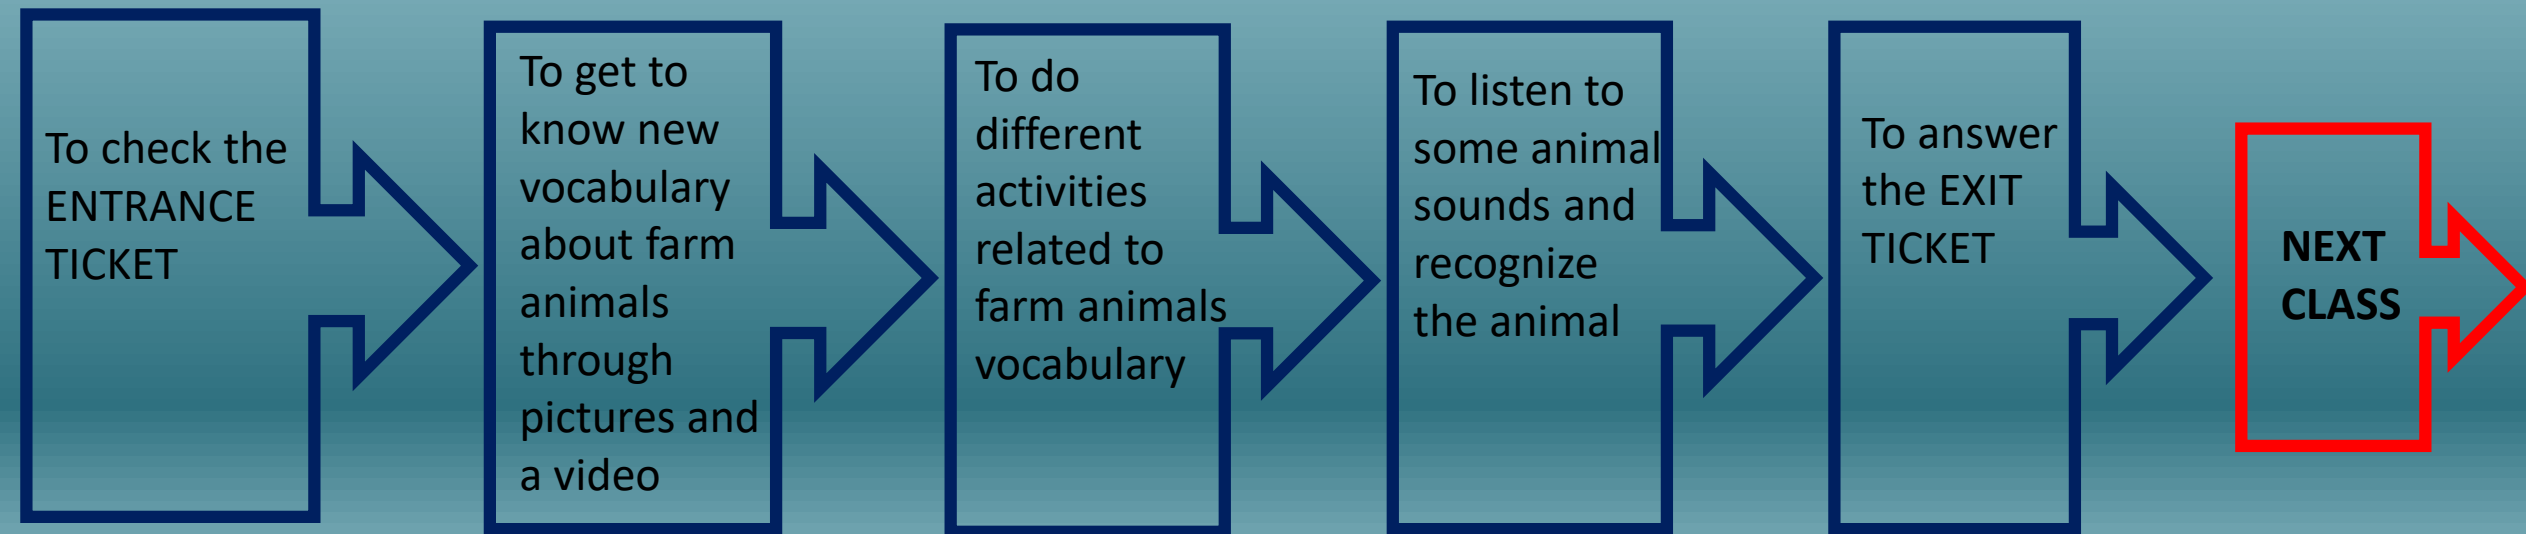 To check the
ENTRANCE
TICKET
To get to
know new
vocabulary
about farm
animals
through
pictures and
a video
To do
different
activities
related to
farm animals
vocabulary
To listen to
some animal
sounds and
recognize
the animal
To answer
the EXIT
TICKET
NEXT
CLASS